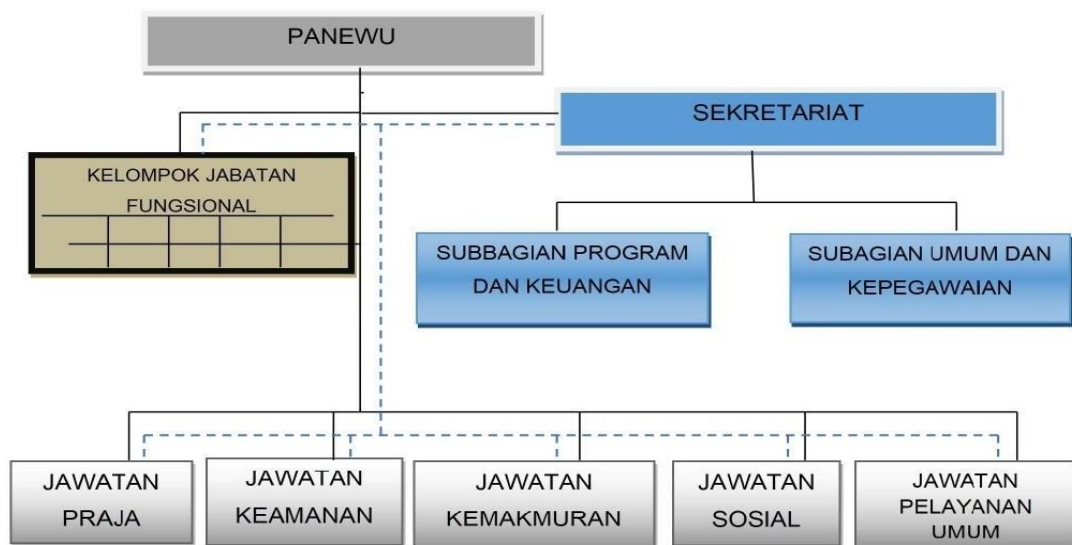 PANEWU
SEKRETARIAT
KELOMPOK JABATAN
FUNGSIONAL
SUBBAGIAN PROGRAM
DAN KEUANGAN
SUBAGIAN UMUM DAN
KEPEGAWAIAN
JAWATAN
PRAJA
JAWATAN
KEAMANAN
JAWATAN
KEMAKMURAN
JAWATAN
SOSIAL
JAWATAN
PELAYANAN
UMUM